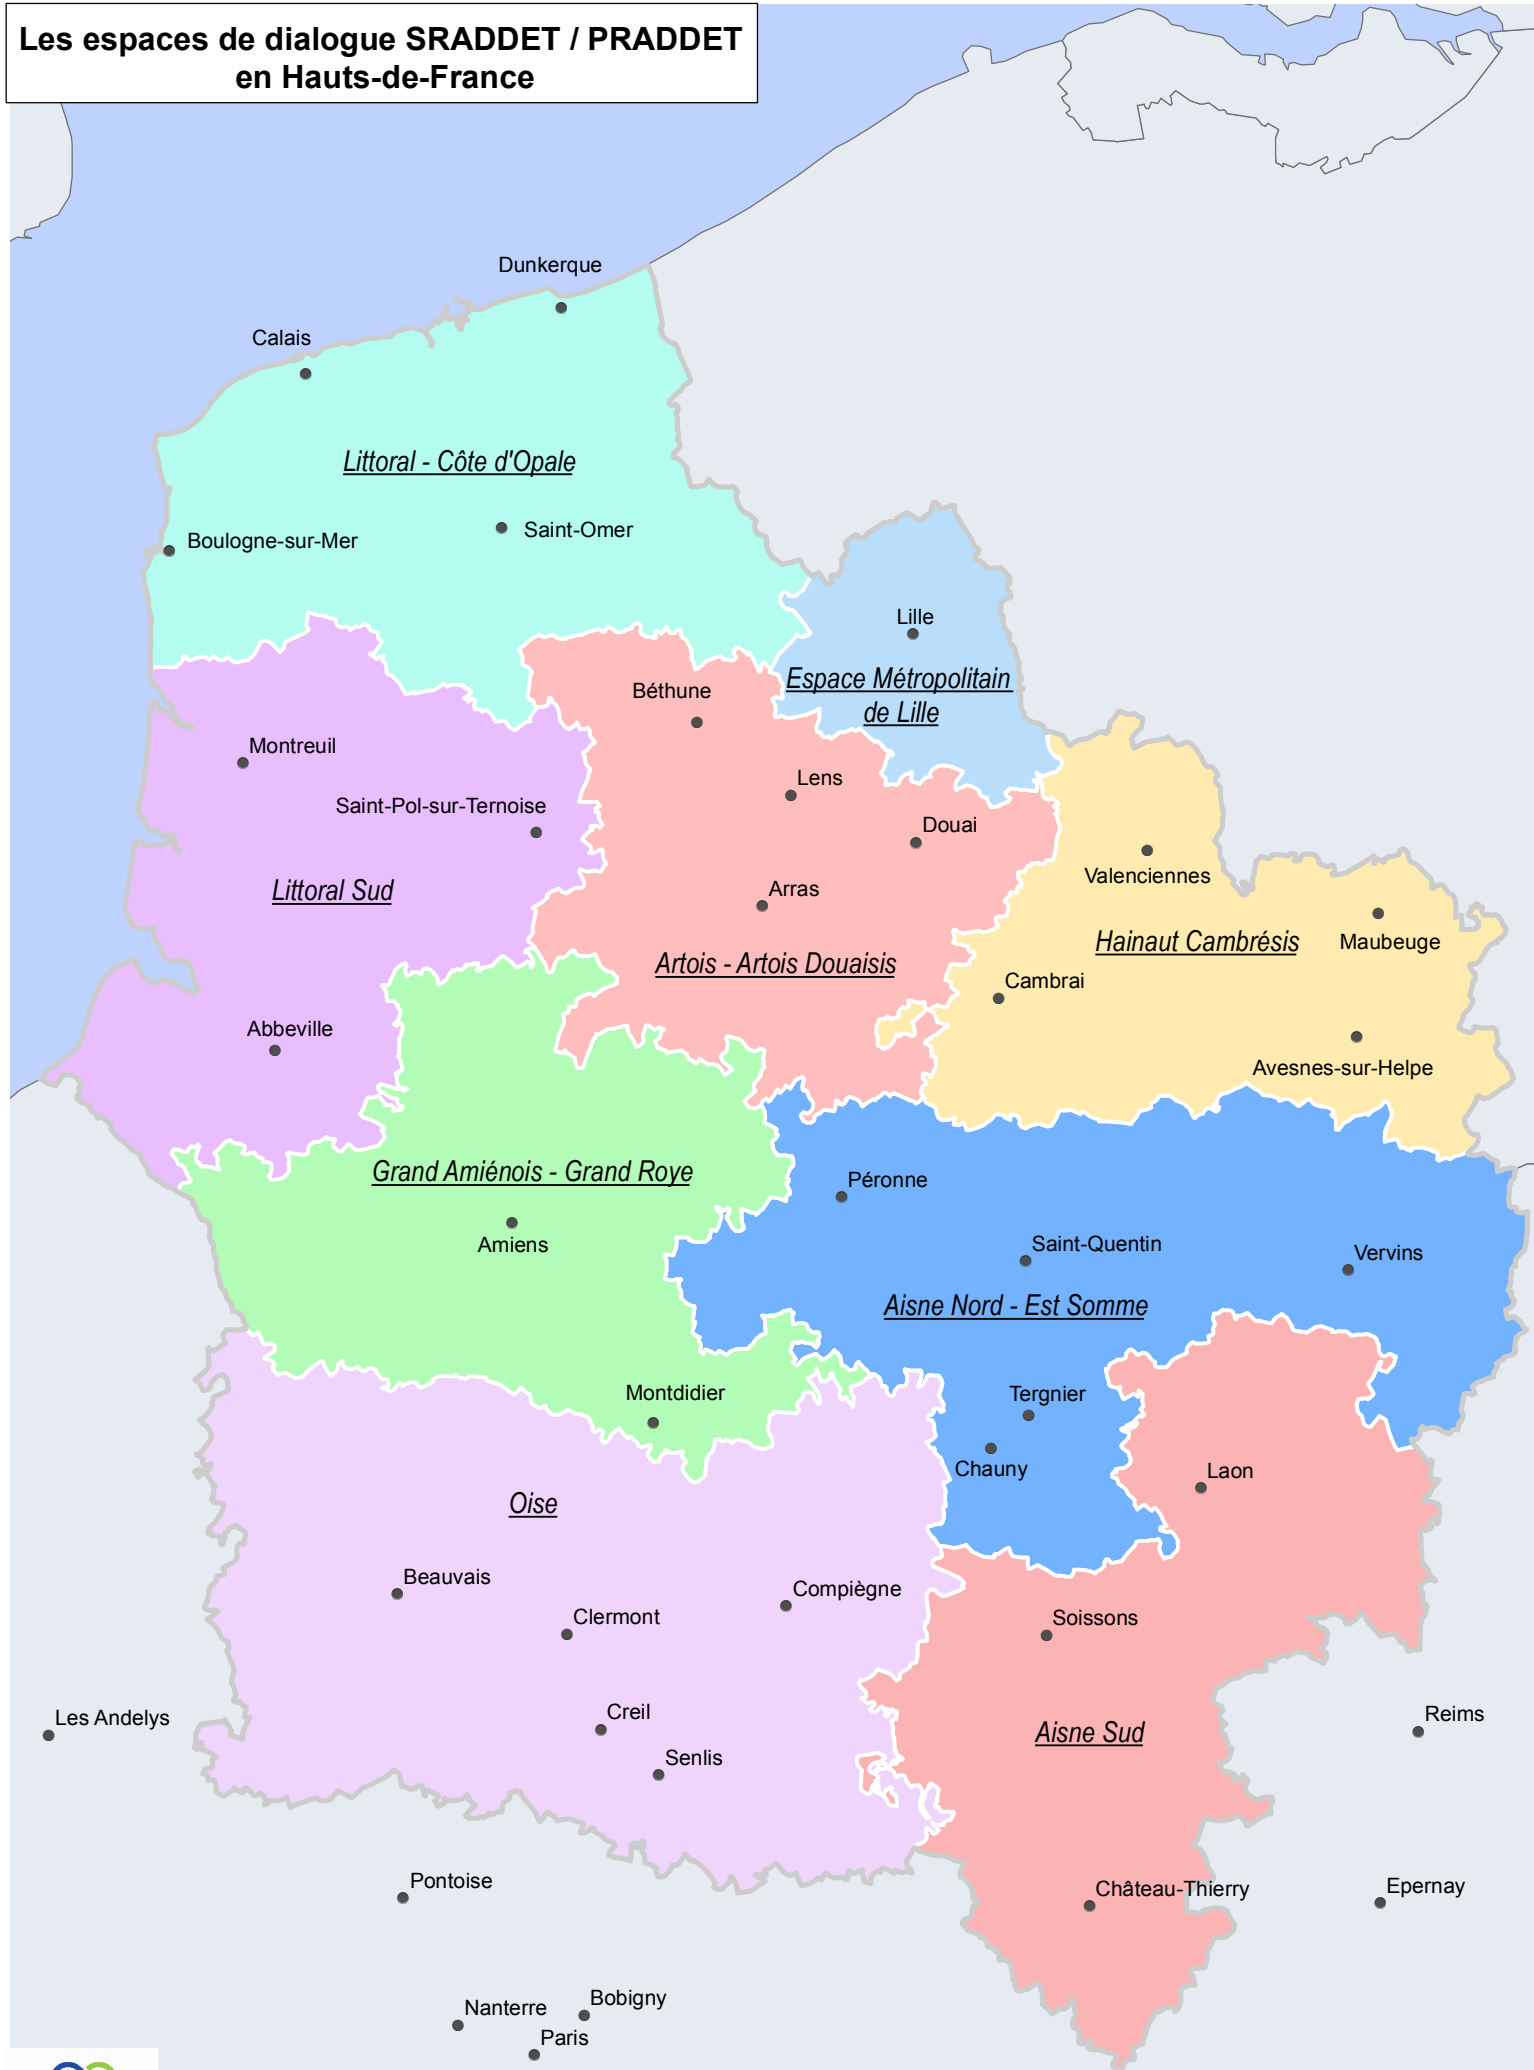 Les espaces de dialogue SRADDET / PRADDET
en Hauts-de-France
Dunkerque
Calais
Littoral - Côte d'Opale
Saint-Omer
Boulogne-sur-Mer
Lille
Espace Métropolitain
de Lille
Béthune
Montreuil
Lens
Saint-Pol-sur-Ternoise
Douai
Valenciennes
Littoral Sud
Arras
Hainaut Cambrésis
Maubeuge
Artois - Artois Douaisis
Cambrai
Abbeville
Avesnes-sur-Helpe
Grand Amiénois - Grand Roye
Péronne
Amiens
Saint-Quentin
Vervins
Aisne Nord - Est Somme
Montdidier
Tergnier
Chauny
Laon
Oise
Beauvais
Compiègne
Clermont
Soissons
Les Andelys
Creil
Reims
Aisne Sud
Senlis
Pontoise
Château-Thierry
Epernay
Nanterre
Bobigny
Paris